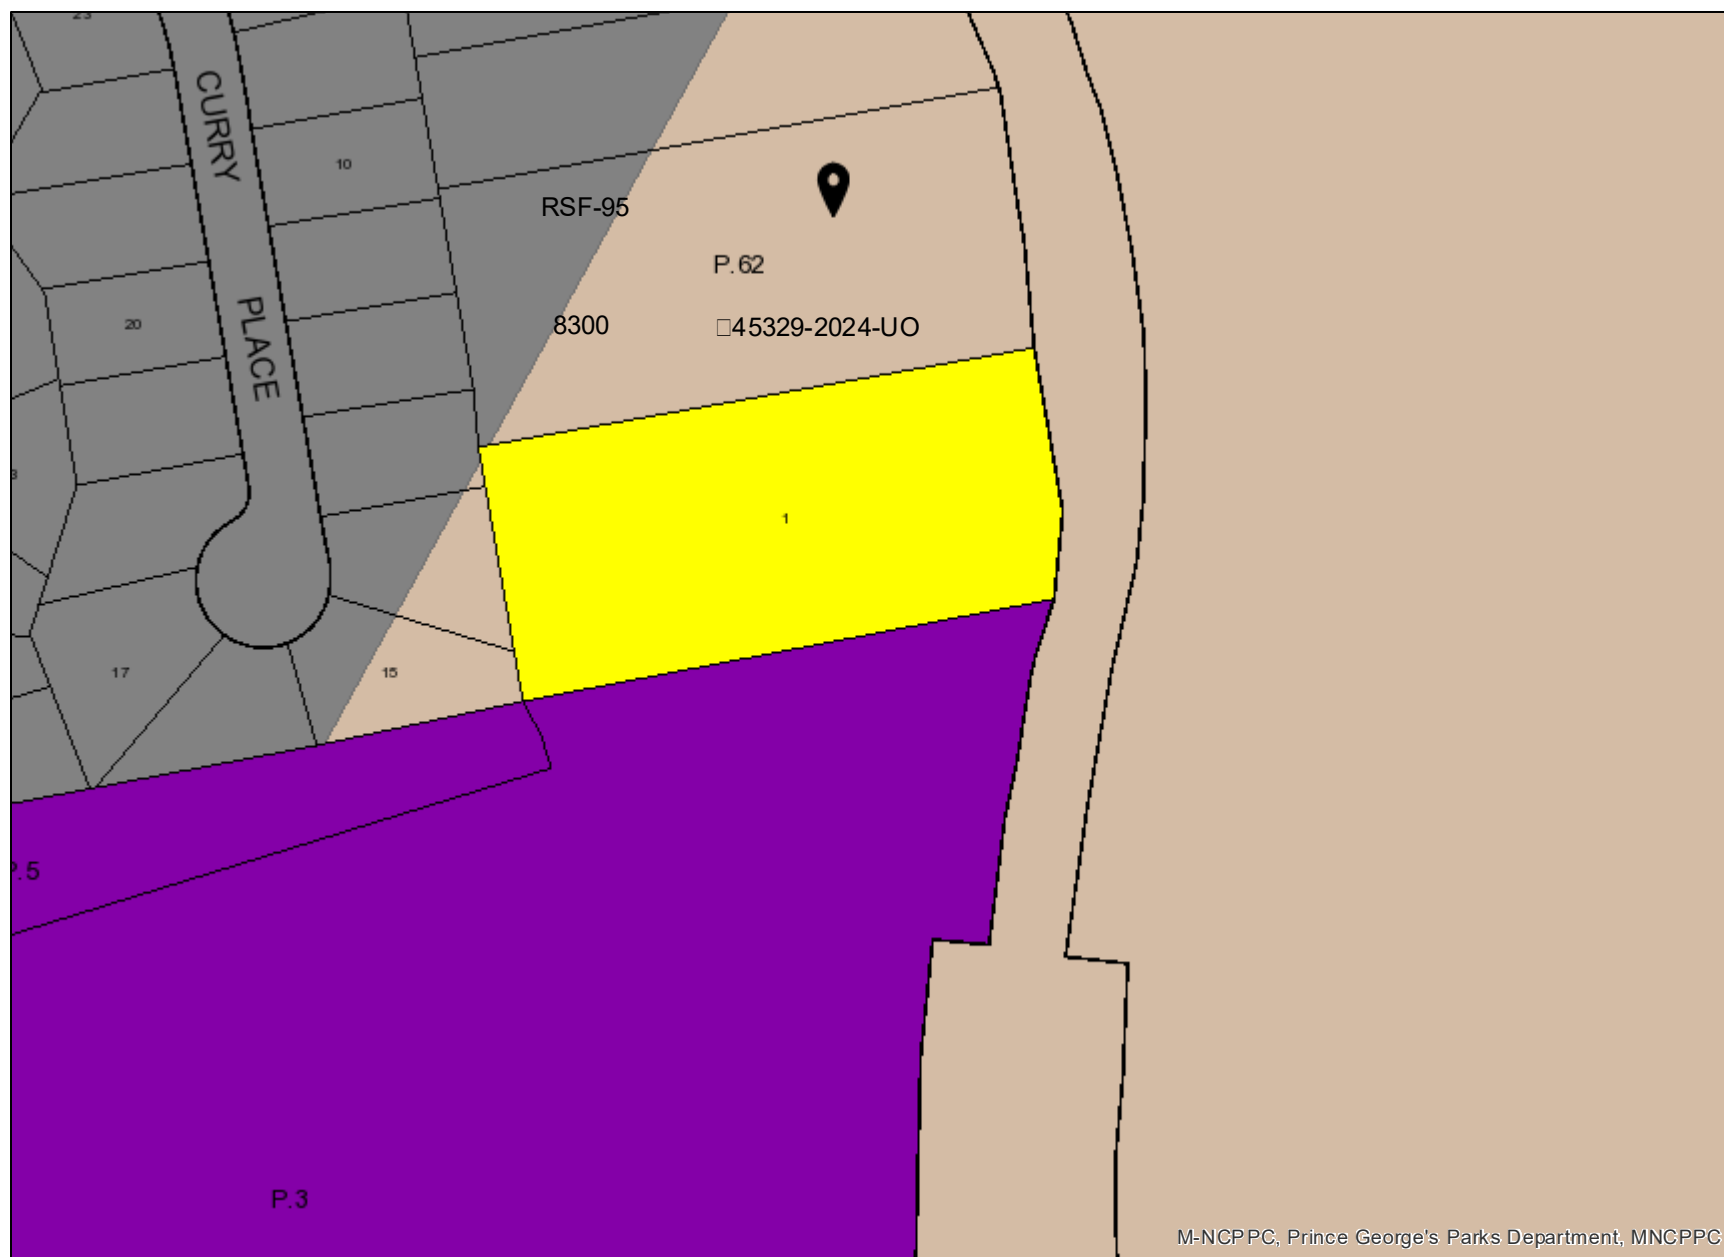 23
CURRY
10
RSF-95
P.62
PLACE
20
8300
45329-2024-UO
1
17
15
P.3
M-NCPPC, Prince George's Parks Department, MNCPPC